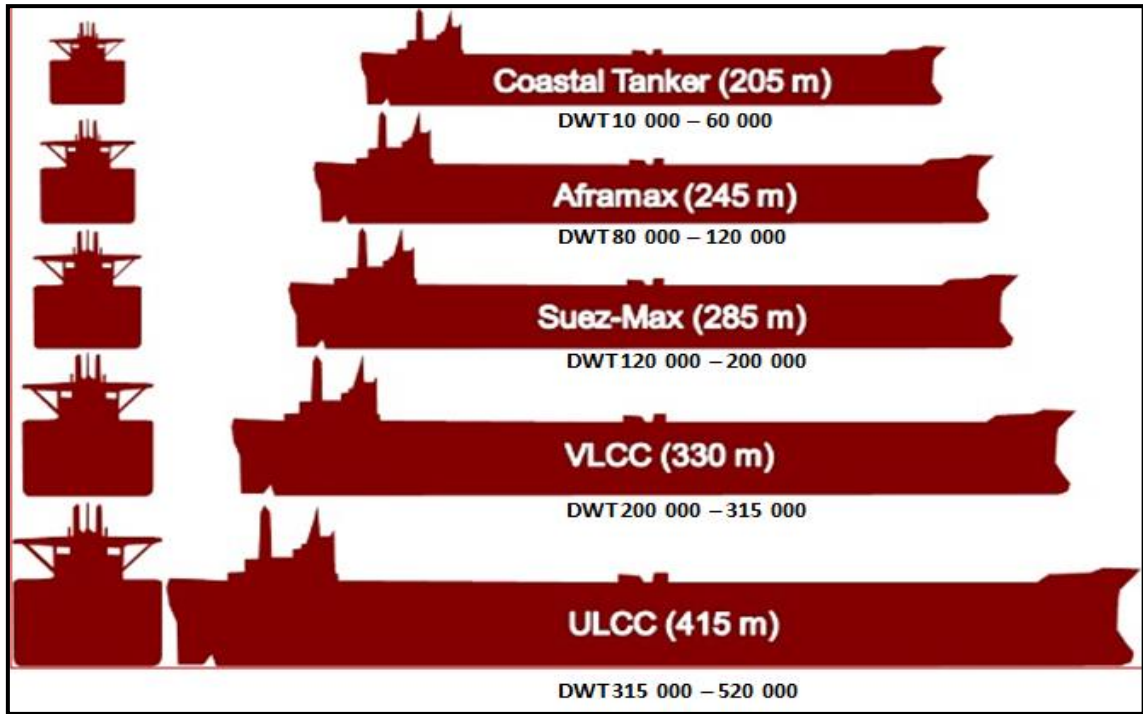 Coastal Tanker (205 m)
DWT10 000 – 60 000
Aframax (245 m)
DWT80 000 – 120 000
Suez-Max (285 m)
DWT120 000 – 200 000
VLCC (330 m)
DWT200 000 – 315 000
ULCC (415 m)
DWT315 000 – 520 000